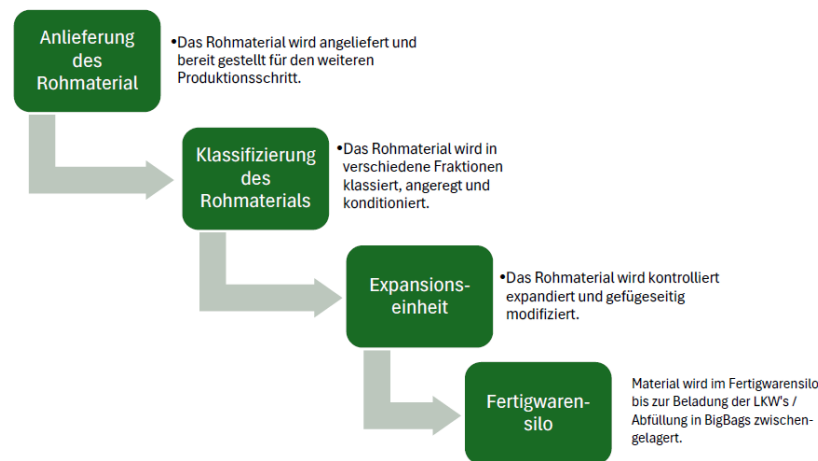 Anlieferung
des
Rohmaterial
•Das Rohmaterial wird angeliefert und
bereit gestellt für den weiteren
Produktionsschritt.
Klassifizierung
des
Rohmaterials
•Das Rohmaterial wird in
verschiedene Fraktionen
klassiert, angeregt und
konditioniert.
Expansions-
einheit
•Das Rohmaterial wird kontrolliert
expandiert und gefügeseitig
modifiziert.
Fertigwaren-
silo
Material wird im Fertigwarensilo
bis zur Beladung der LKW's /
Abfüllung in BigBags zwischen-
gelagert.